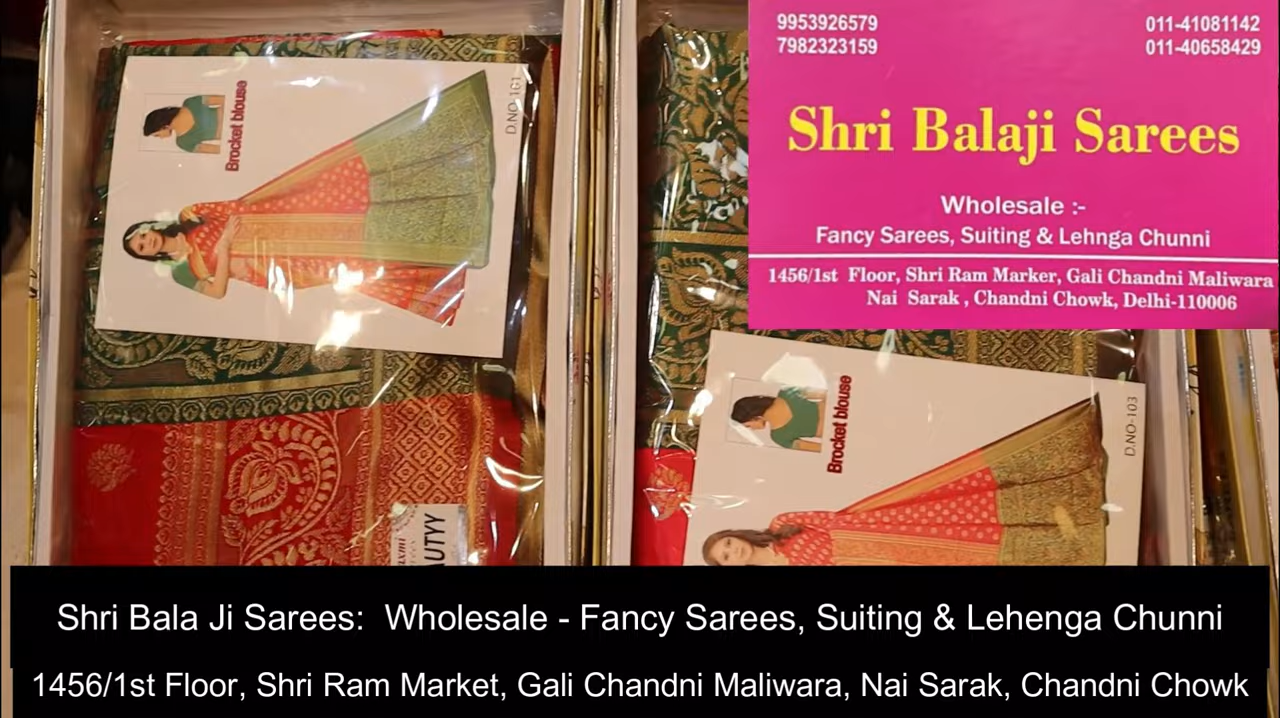 9953926579
7982323159
011-41081142
011-40658429
Shri Balaji Sarees
Wholesale :-
Fancy Sarees, Suiting & Lehnga Chunni
1456/1st Floor, Shri Ram Marker, Gali Chandni Maliwara
Nai Sarak , Chandni Chowk, Delhi-110006
Brocket blouse
D.NO-161
Brocket blouse
D.NO-103
UTYY
Shri Bala Ji Sarees: Wholesale - Fancy Sarees, Suiting & Lehenga Chunni
1456/1st Floor, Shri Ram Market, Gali Chandni Maliwara, Nai Sarak, Chandni Chowk